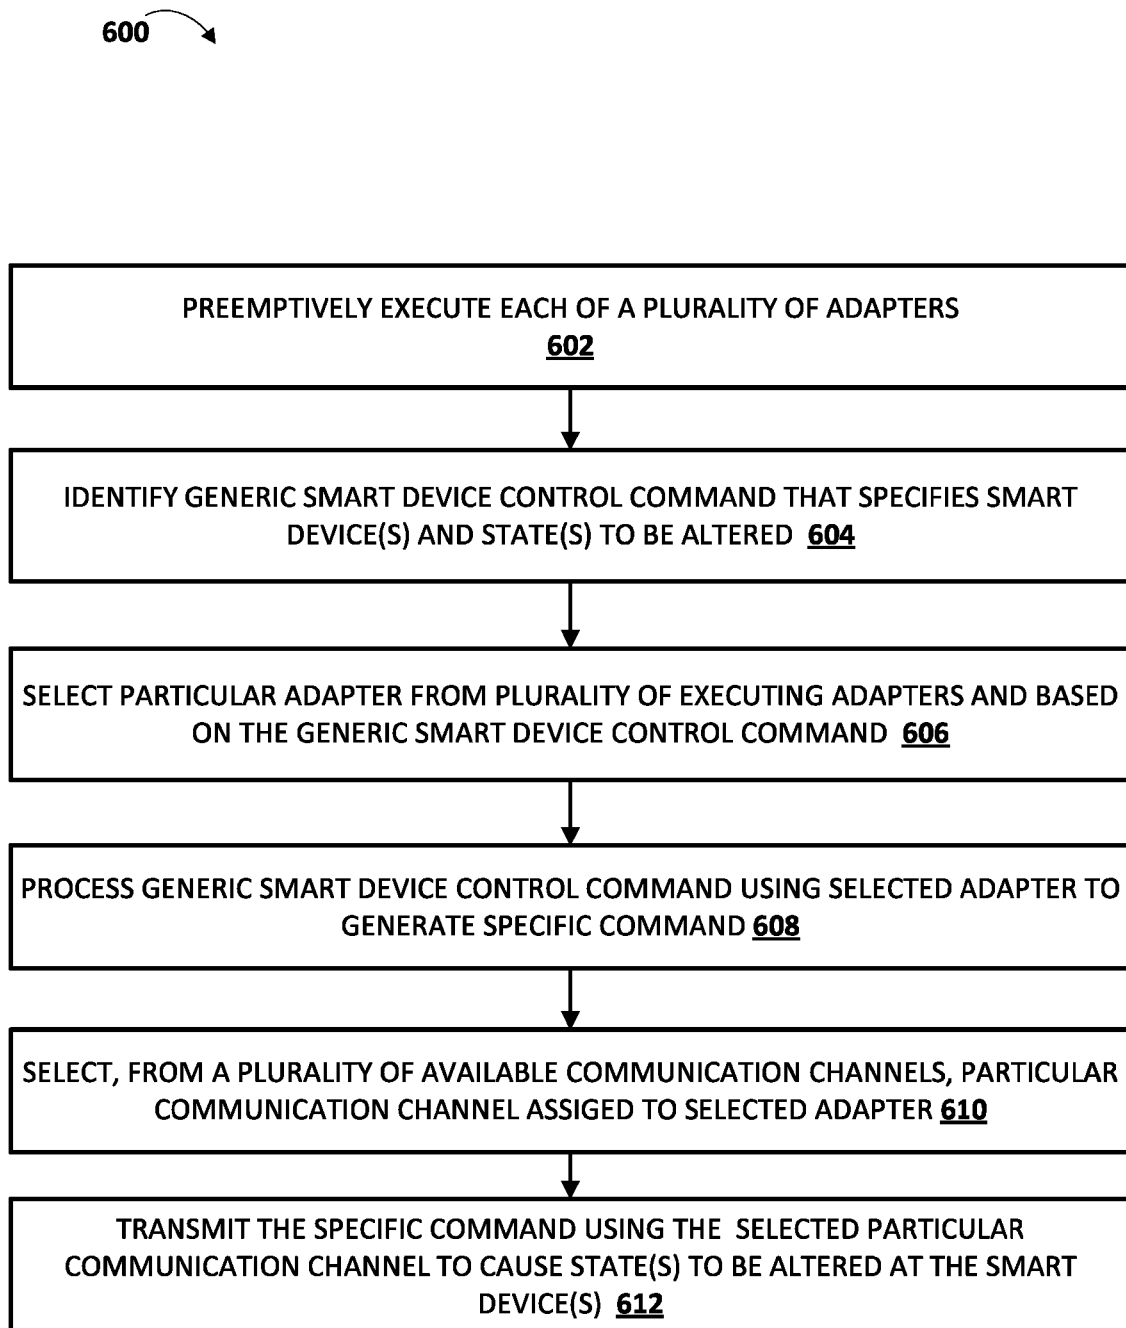 600
PREEMPTIVELY EXECUTE EACH OF A PLURALITY OF ADAPTERS
602
IDENTIFY GENERIC SMART DEVICE CONTROL COMMAND THAT SPECIFIES SMART
DEVICE(S) AND STATE(S) TO BE ALTERED 604
SELECT PARTICULAR ADAPTER FROM PLURALITY OF EXECUTING ADAPTERS AND BASED
ON THE GENERIC SMART DEVICE CONTROL COMMAND 606
PROCESS GENERIC SMART DEVICE CONTROL COMMAND USING SELECTED ADAPTER TO
GENERATE SPECIFIC COMMAND 608
SELECT, FROM A PLURALITY OF AVAILABLE COMMUNICATION CHANNELS, PARTICULAR
COMMUNICATION CHANNEL ASSIGED TO SELECTED ADAPTER 610
TRANSMIT THE SPECIFIC COMMAND USING THE SELECTED PARTICULAR
COMMUNICATION CHANNEL TO CAUSE STATE(S) TO BE ALTERED AT THE SMART
DEVICE(S) 612